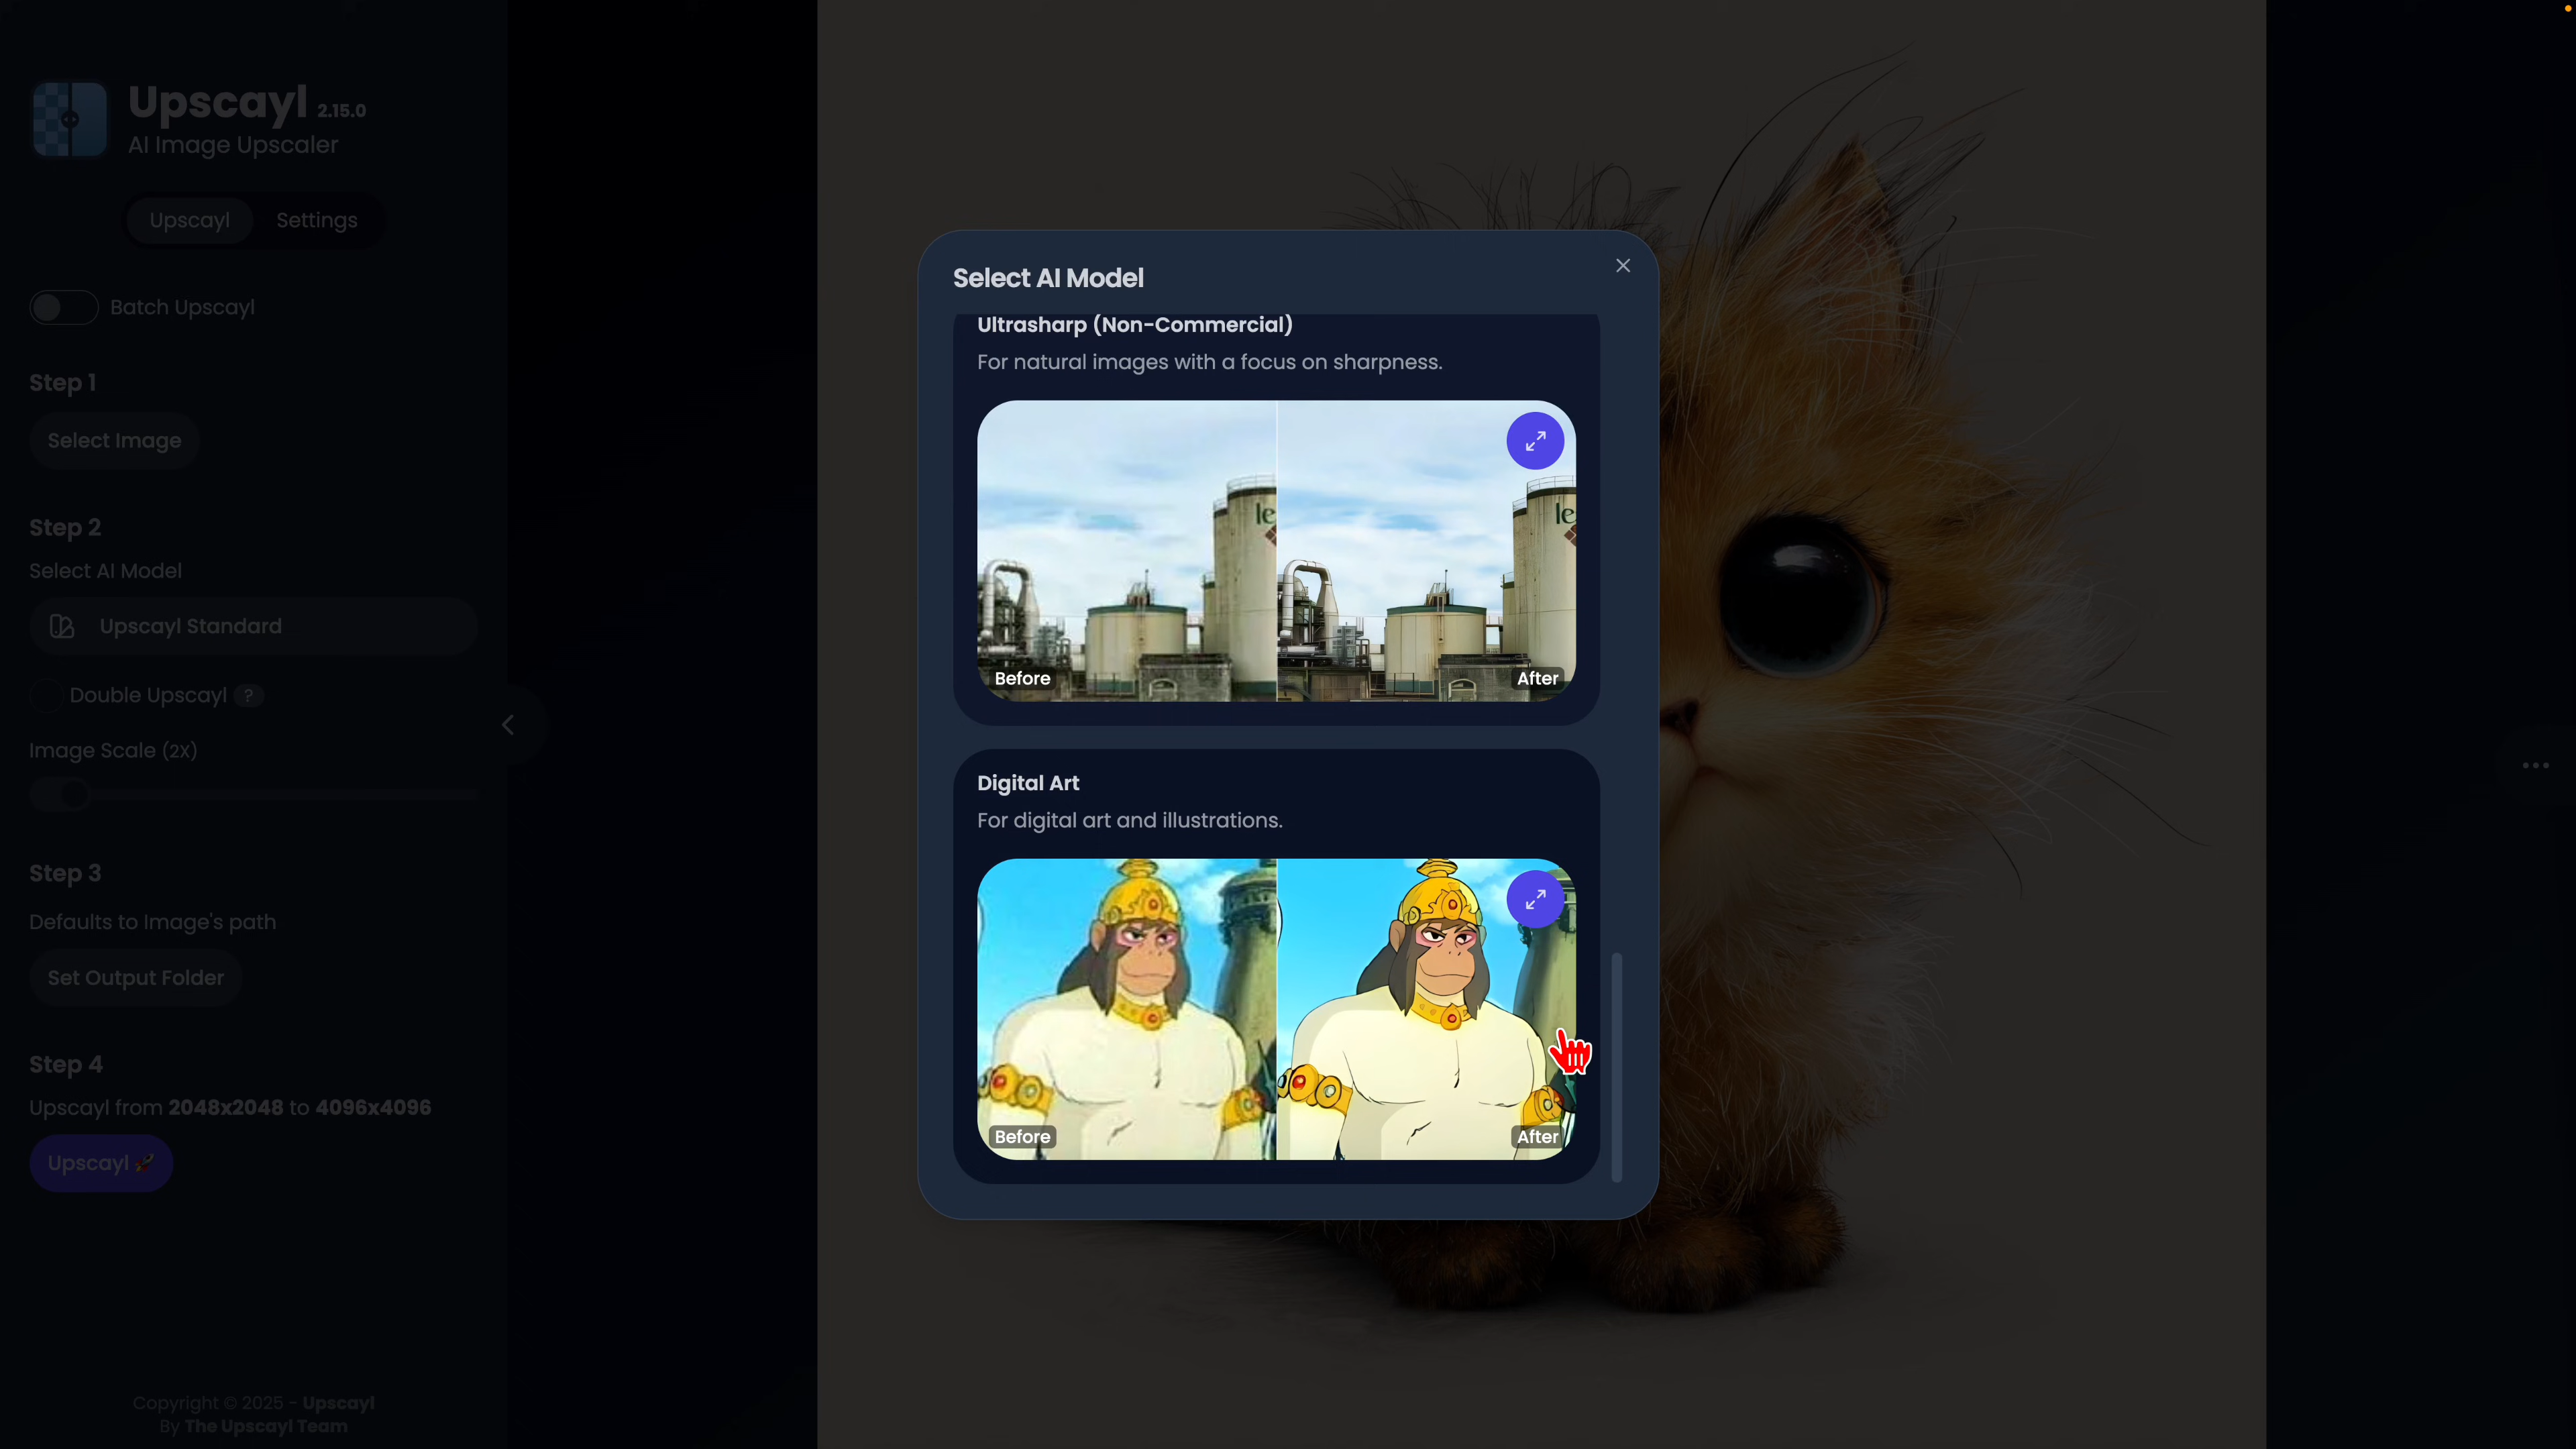 Upscayl 2.15.0
AI Image Upscaler
Upscayl Settings
Batch Upscayl
Step 1
Select Image
Step 2
Select AI Model
Upscayl Standard
Double Upscayl ?
Image Scale (2X)
Step 3
Defaults to Image's path
Set Output Folder
Step 4
Upscayl from 2048x2048 to 4096x4096
Upscayl 🚀
Copyright © 2025 - Upscayl
By The Upscayl Team
Select AI Model
Ultrasharp (Non-Commercial)
For natural images with a focus on sharpness.
le le
Before After
Digital Art
For digital art and illustrations.
Before After